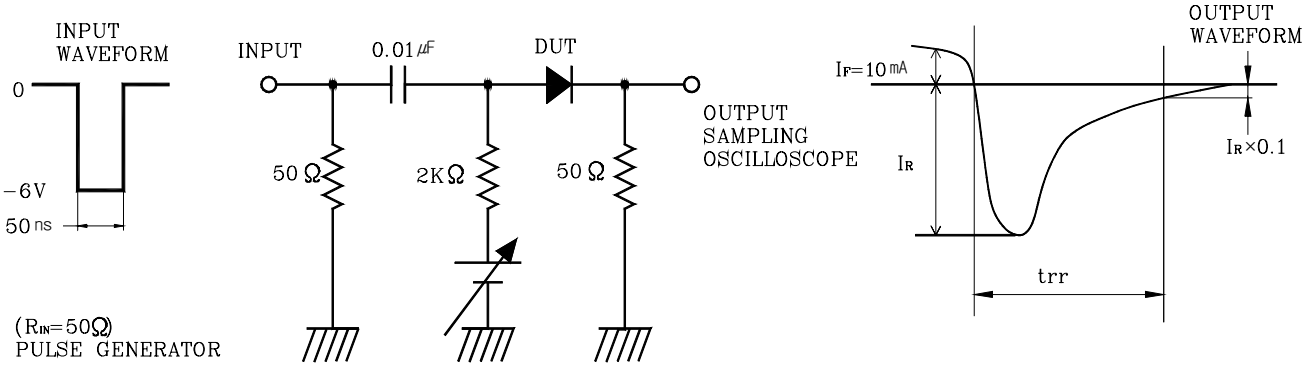 INPUT
WAVEFORM
0
-6V
50ns
(RIN=50Ω)
PULSE GENERATOR
INPUT
0.01μF
DUT
50Ω
2KΩ
50Ω
OUTPUT
SAMPLING
OSCILLOSCOPE
IF=10mA
IR
trr
OUTPUT
WAVEFORM
IR×0.1